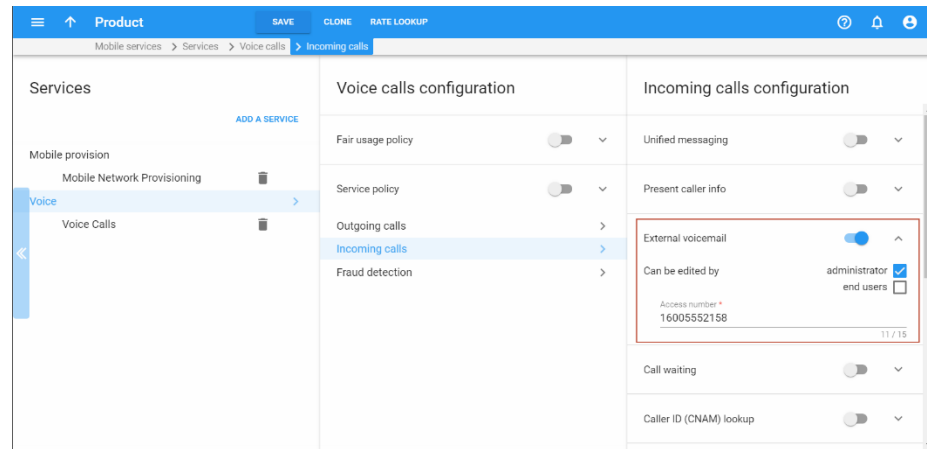 Product SAVE CLONE RATE LOOKUP
Mobile services > Services > Voice calls > Incoming calls
Services
ADD A SERVICE
Mobile provision
Mobile Network Provisioning
Voice
Voice Calls
Voice calls configuration
Fair usage policy
Service policy
Outgoing calls
Incoming calls
Fraud detection
Incoming calls configuration
Unified messaging
Present caller info
External voicemail
Can be edited by administrator
end users
Access number *
16005552158
11 / 15
Call waiting
Caller ID (CNAM) lookup